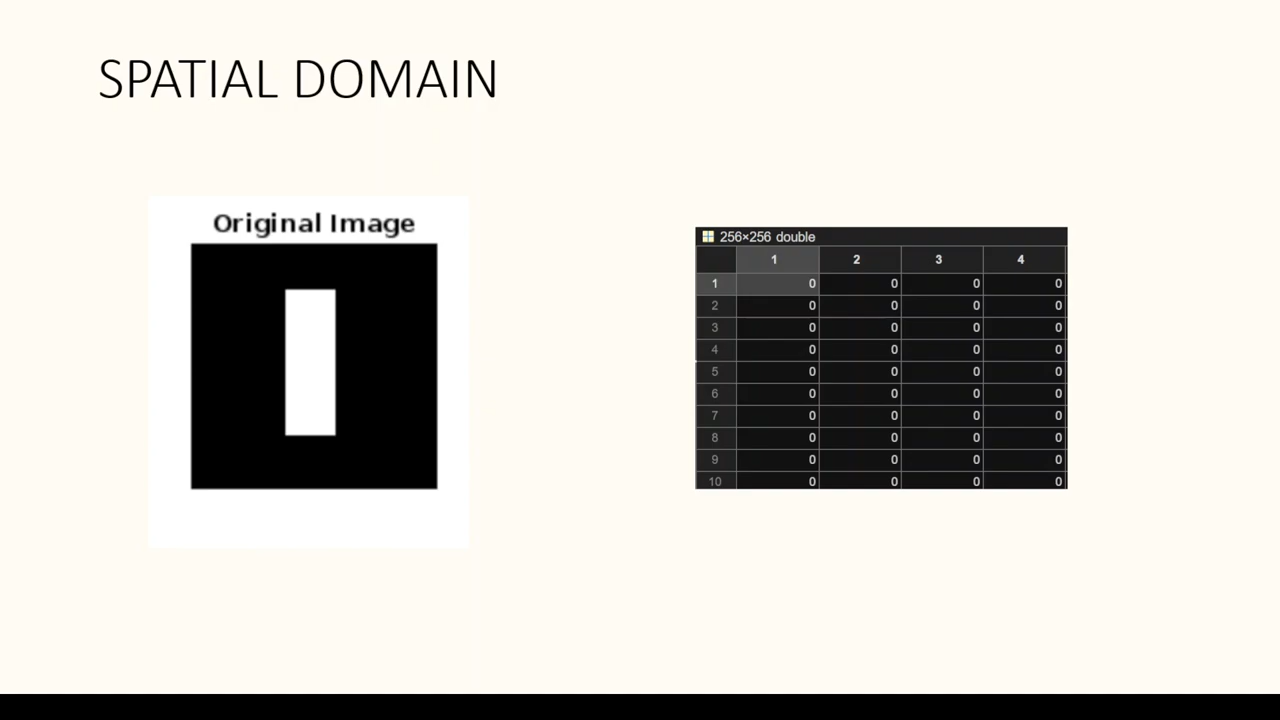 SPATIAL DOMAIN
Original Image
256×256 double
1 2 3 4
1 0 0 0 0
2 0 0 0 0
3 0 0 0 0
4 0 0 0 0
5 0 0 0 0
6 0 0 0 0
7 0 0 0 0
8 0 0 0 0
9 0 0 0 0
10 0 0 0 0